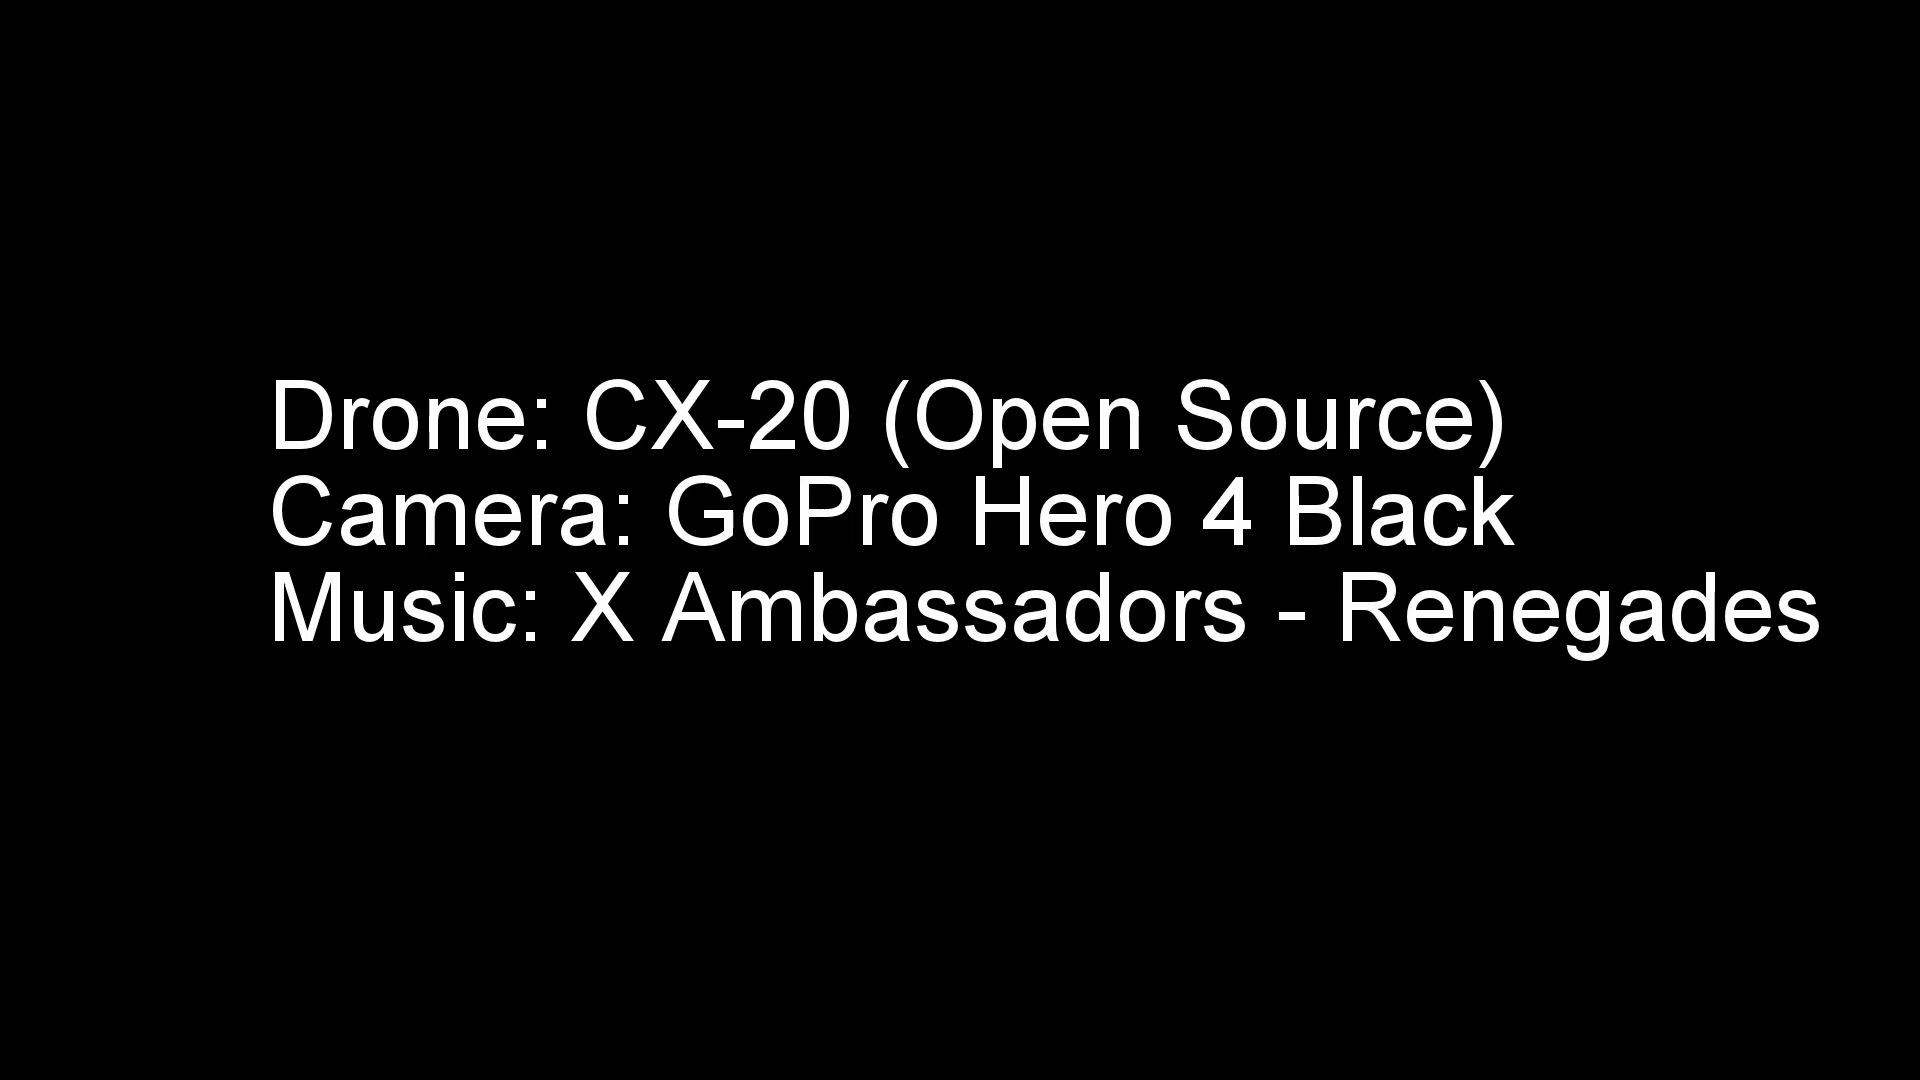 Drone: CX-20 (Open Source)
Camera: GoPro Hero 4 Black
Music: X Ambassadors - Renegades